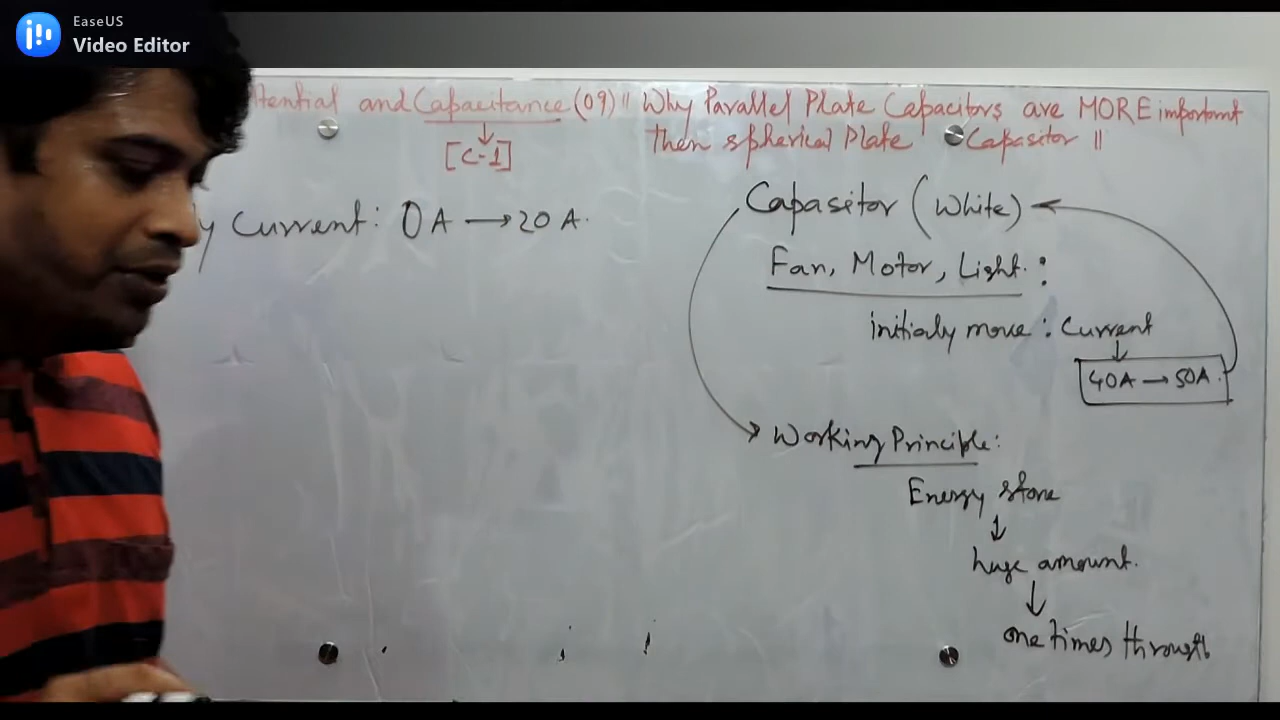 EaseUS
Video Editor
tential and Capacitance (09) || Why Parallel Plate Capacitors are MORE important
[C-1] then spherical Plate Capasitor ||
y Current: 0A → 20 A.
Capasitor (White)
Fan, Motor, Light :
initialy move : Current
40A → 50A.
Working Principle:
Energy store
↓
huge amount.
↓
one times through